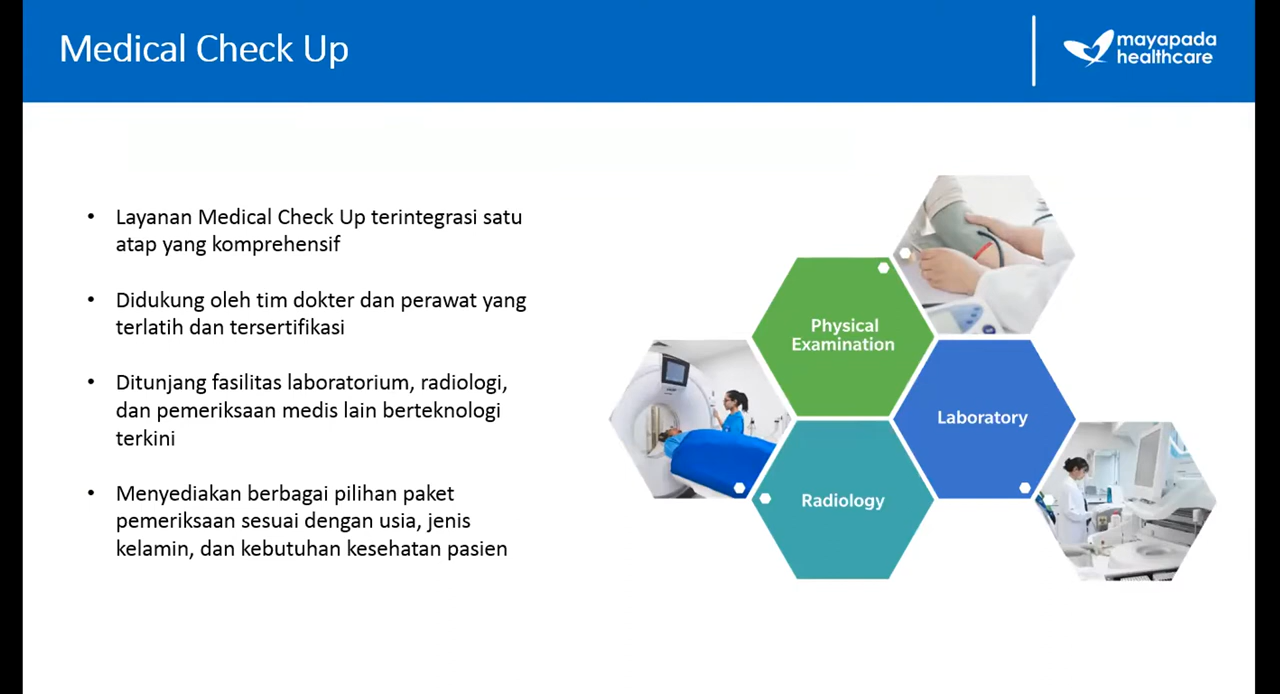 Medical Check Up
mayapada
healthcare
• Layanan Medical Check Up terintegrasi satu
atap yang komprehensif
• Didukung oleh tim dokter dan perawat yang
terlatih dan tersertifikasi
• Ditunjang fasilitas laboratorium, radiologi,
dan pemeriksaan medis lain berteknologi
terkini
• Menyediakan berbagai pilihan paket
pemeriksaan sesuai dengan usia, jenis
kelamin, dan kebutuhan kesehatan pasien
Physical
Examination
Laboratory
Radiology